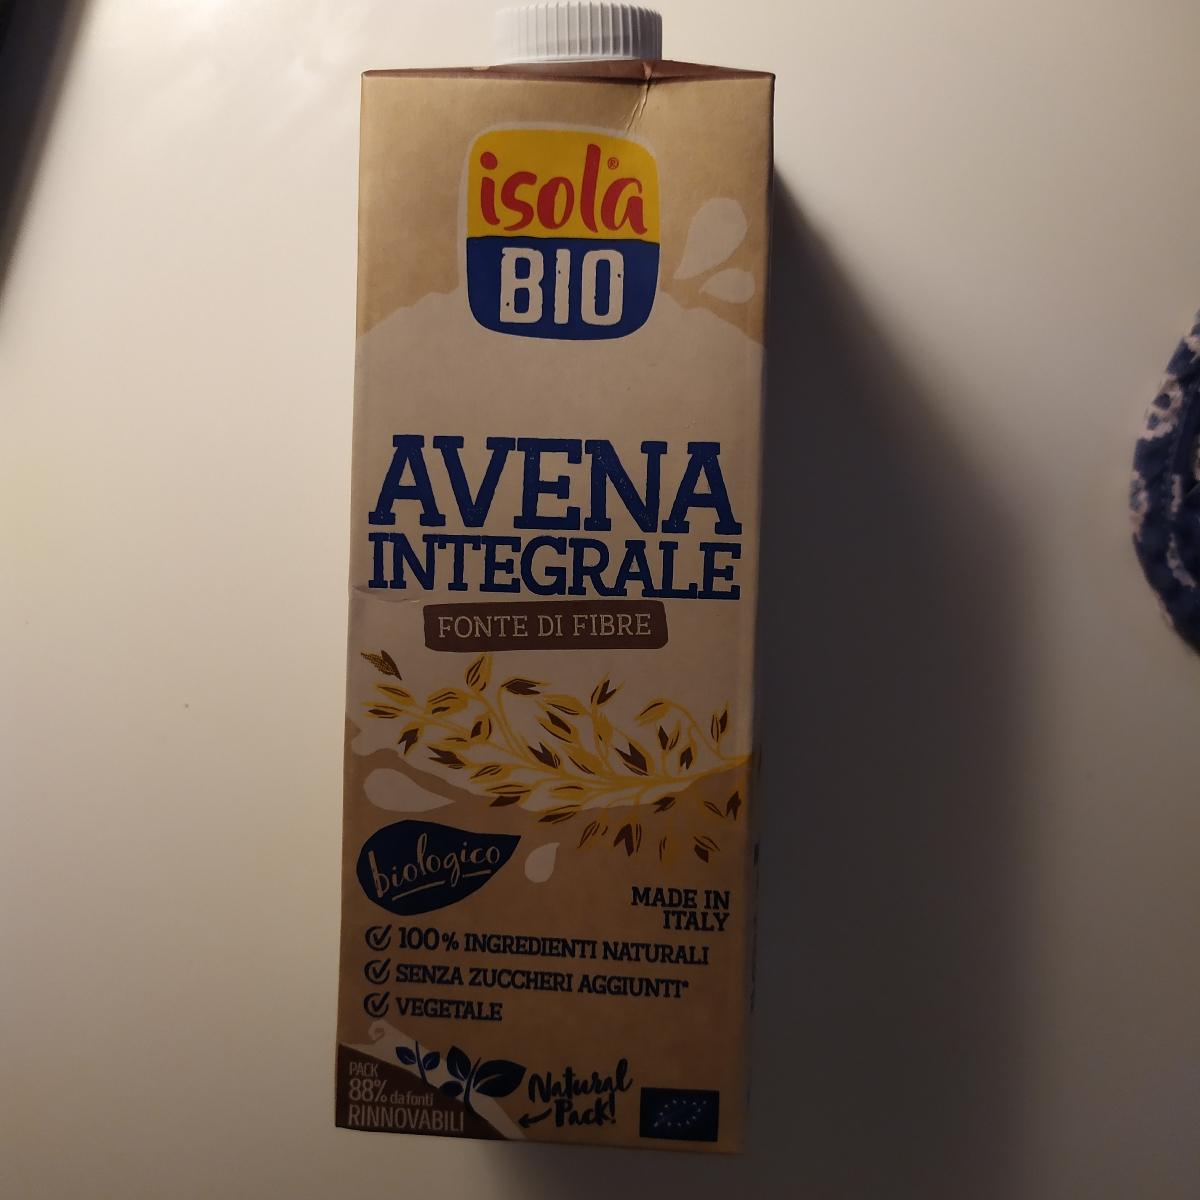 isola®
BIO
AVENA
INTEGRALE
FONTE DI FIBRE
biologico
MADE IN
ITALY
100% INGREDIENTI NATURALI
SENZA ZUCCHERI AGGIUNTI*
VEGETALE
PACK
88% da fonti
RINNOVABILI
Natural
Pack!